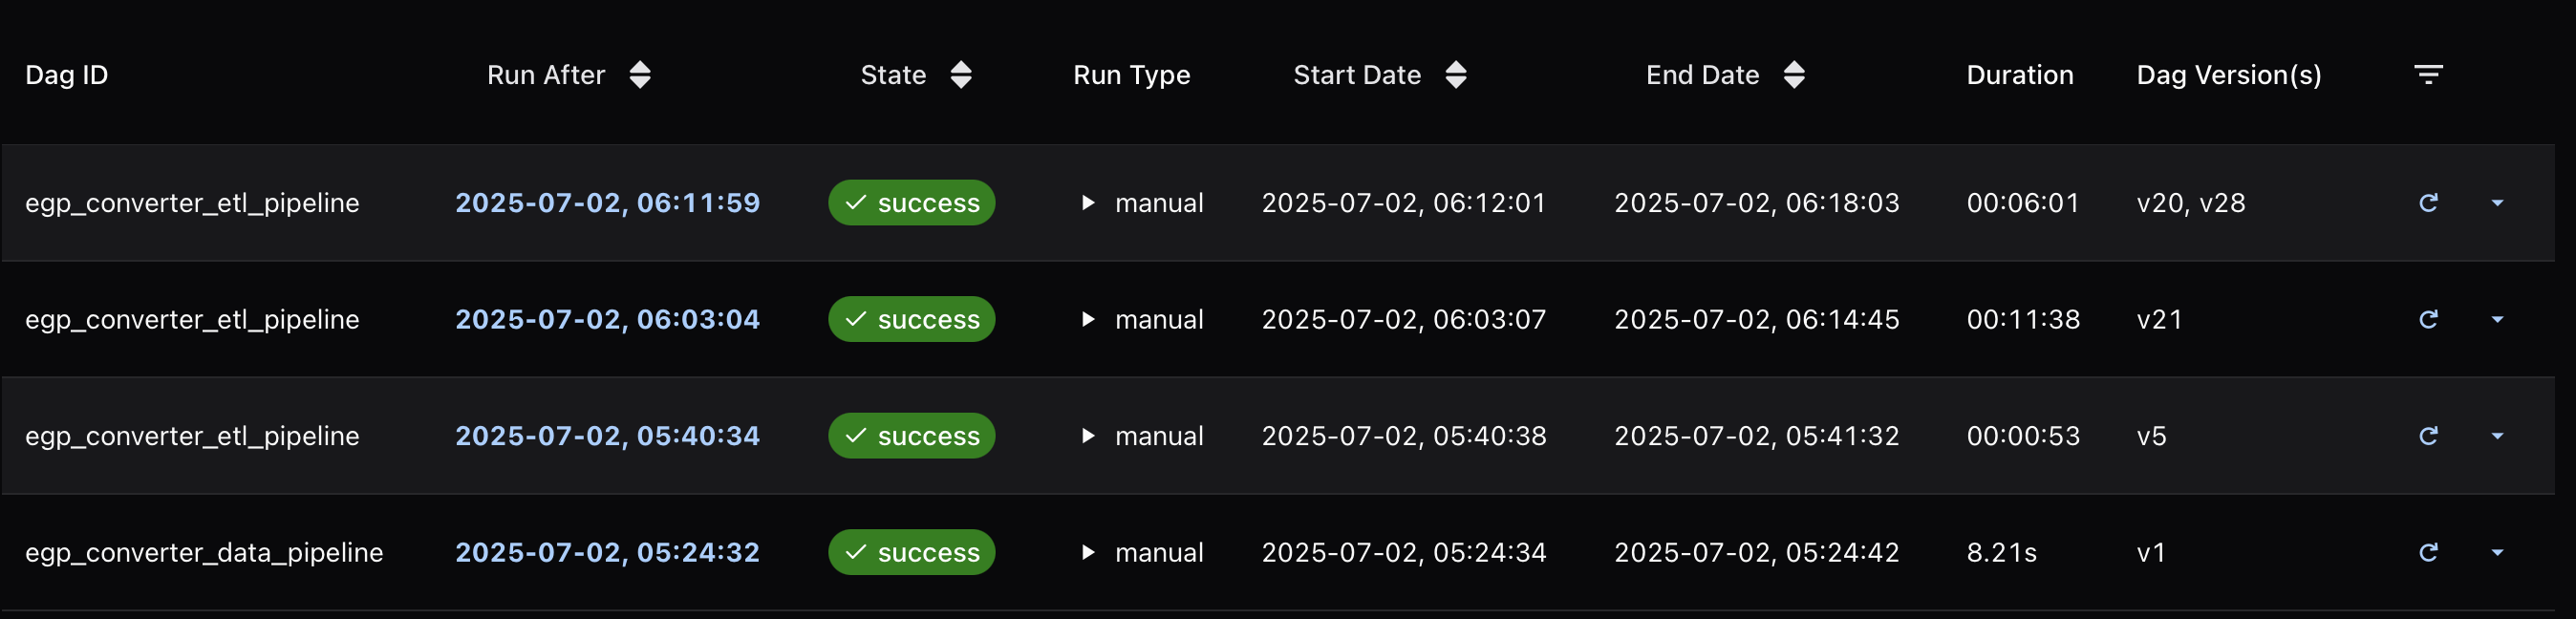 Dag ID Run After State Run Type Start Date End Date Duration Dag Version(s)
egp_converter_etl_pipeline 2025-07-02, 06:11:59 success manual 2025-07-02, 06:12:01 2025-07-02, 06:18:03 00:06:01 v20, v28
egp_converter_etl_pipeline 2025-07-02, 06:03:04 success manual 2025-07-02, 06:03:07 2025-07-02, 06:14:45 00:11:38 v21
egp_converter_etl_pipeline 2025-07-02, 05:40:34 success manual 2025-07-02, 05:40:38 2025-07-02, 05:41:32 00:00:53 v5
egp_converter_data_pipeline 2025-07-02, 05:24:32 success manual 2025-07-02, 05:24:34 2025-07-02, 05:24:42 8.21s v1